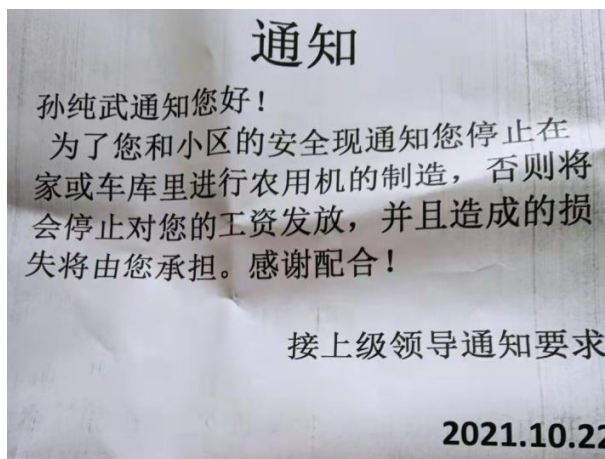 通知
孙纯武通知您好！
为了您和小区的安全现通知您停止在
家或车库里进行农用机的制造，否则将
会停止对您的工资发放，并且造成的损
失将由您承担。感谢配合！
接上级领导通知要求
2021.10.22